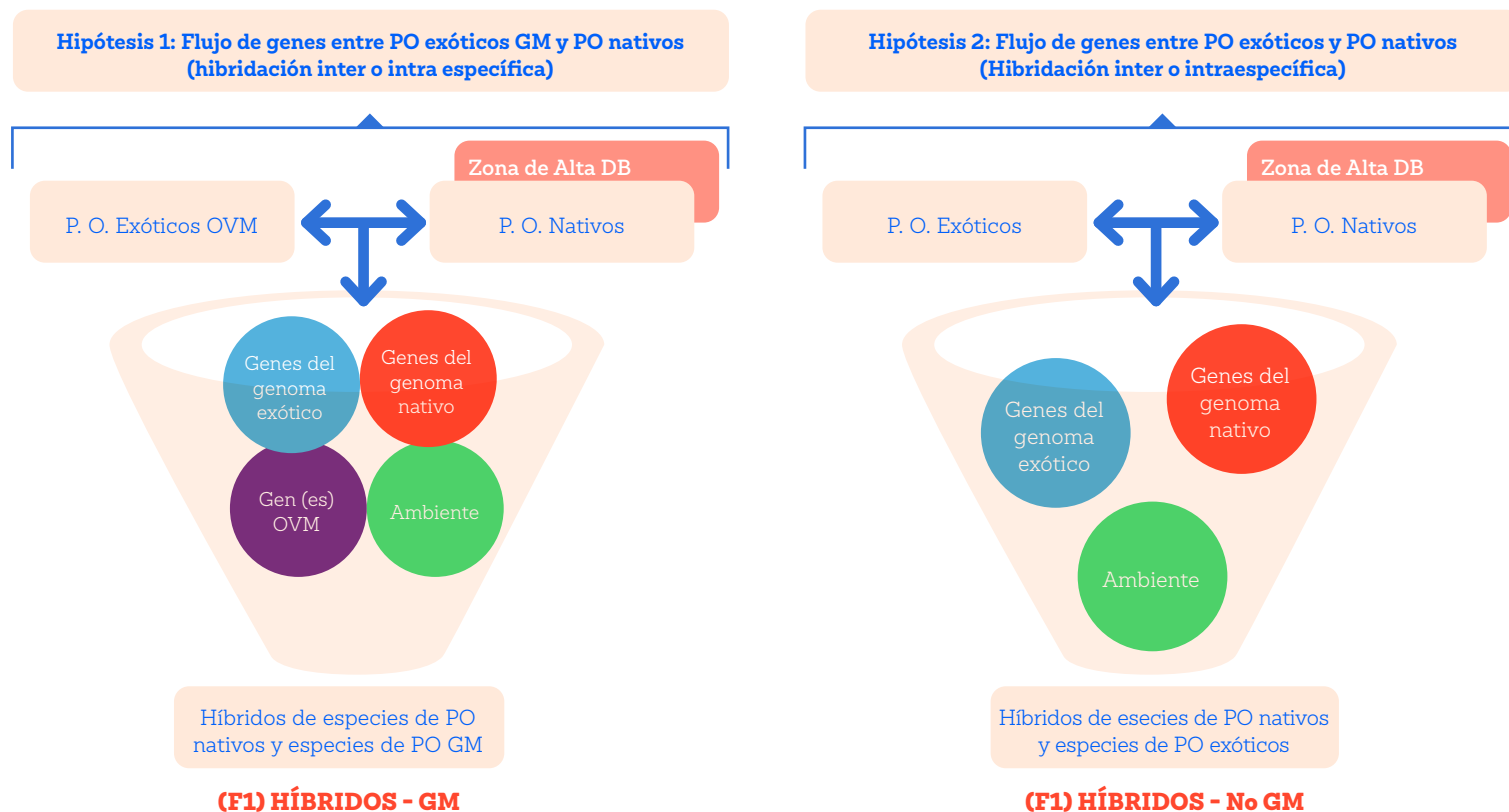 Hipótesis 1: Flujo de genes entre PO exóticos GM y PO nativos
(hibridación inter o intra específica)
Zona de Alta DB
P. O. Exóticos OVM
P. O. Nativos
Genes del
genoma
exótico
Genes del
genoma
nativo
Gen (es)
OVM
Ambiente
Híbridos de especies de PO
nativos y especies de PO GM
(F1) HÍBRIDOS - GM
Hipótesis 2: Flujo de genes entre PO exóticos y PO nativos
(Hibridación inter o intraespecífica)
Zona de Alta DB
P. O. Exóticos
P. O. Nativos
Genes del
genoma
exótico
Genes del
genoma
nativo
Ambiente
Híbridos de esecies de PO nativos
y especies de PO exóticos
(F1) HÍBRIDOS - No GM